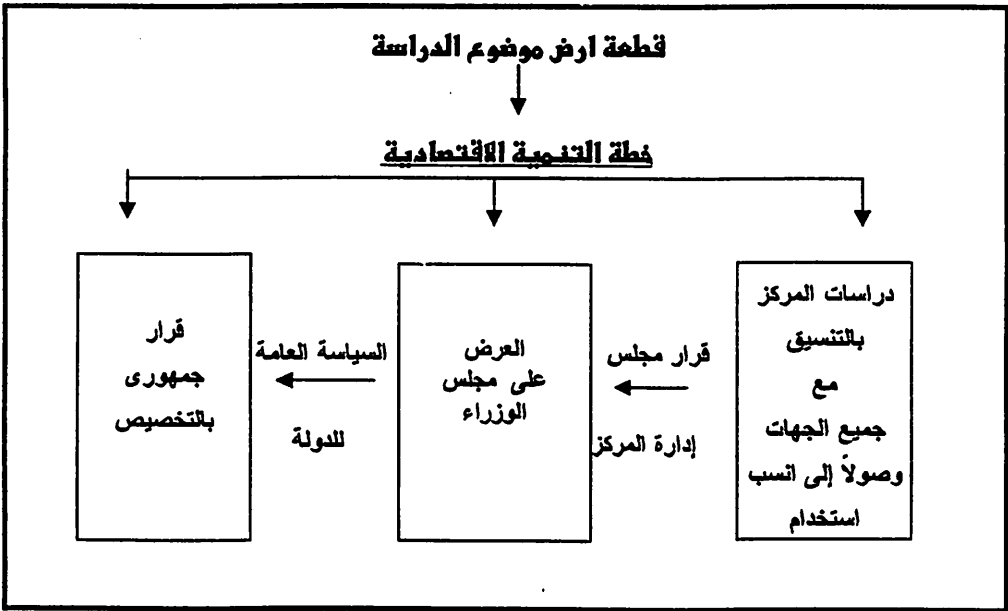 قطعة ارض موضوع الدراسة
خطة التنمية الاقتصادية
دراسات المركز
بالتنسيق
مع
جميع الجهات
وصولاً إلى انسب
استخدام
قرار مجلس
إدارة المركز
العرض
على مجلس
الوزراء
السياسة العامة
للدولة
قرار
جمهورى
بالتخصيص